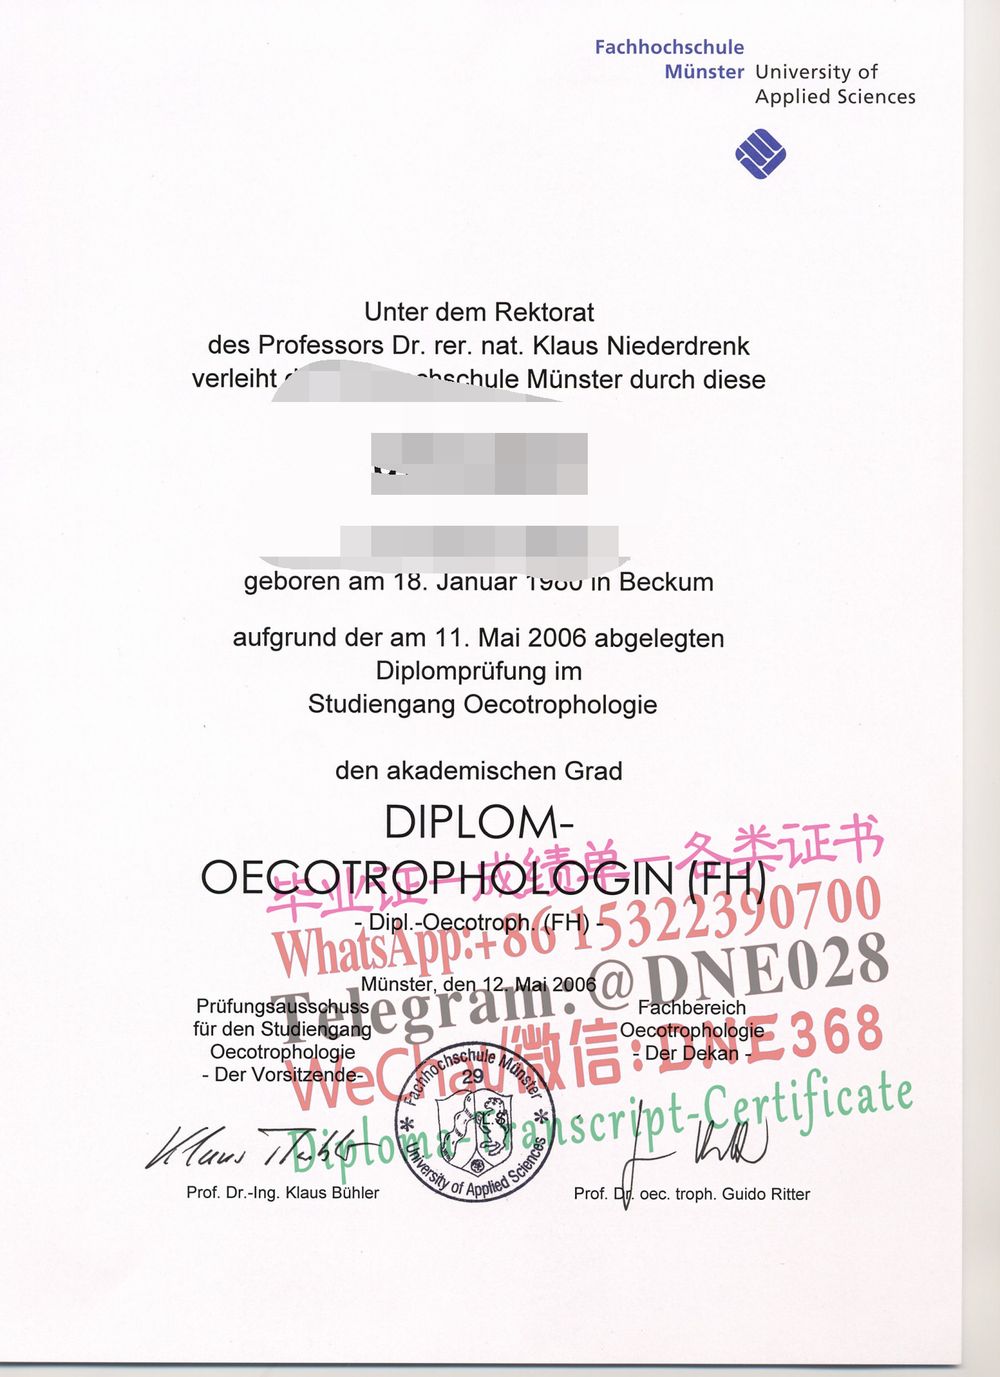 Fachhochschule
Münster University of
Applied Sciences
Unter dem Rektorat
des Professors Dr. rer. nat. Klaus Niederdrenk
verleiht hschule Münster durch diese
geboren am 18. Januar 1980 in Beckum
aufgrund der am 11. Mai 2006 abgelegten
Diplomprüfung im
Studiengang Oecotrophologie
den akademischen Grad
DIPLOM-
OECOTROPHOLOGIN (FH)
- Dipl.-Oecotroph. (FH) -
毕业证-成绩单-各类证书
WhatsApp:+86 15322390700
Telegram:@DNE028
WeChat/微信:DNE368
Diploma-Transcript-Certificate
Münster, den 12. Mai 2006
Prüfungsausschuss
für den Studiengang
Oecotrophologie
- Der Vorsitzende-
Fachbereich
Oecotrophologie
- Der Dekan -
Fachhochschule Münster
29
University of Applied Sciences
Prof. Dr.-Ing. Klaus Bühler
Prof. Dr. oec. troph. Guido Ritter